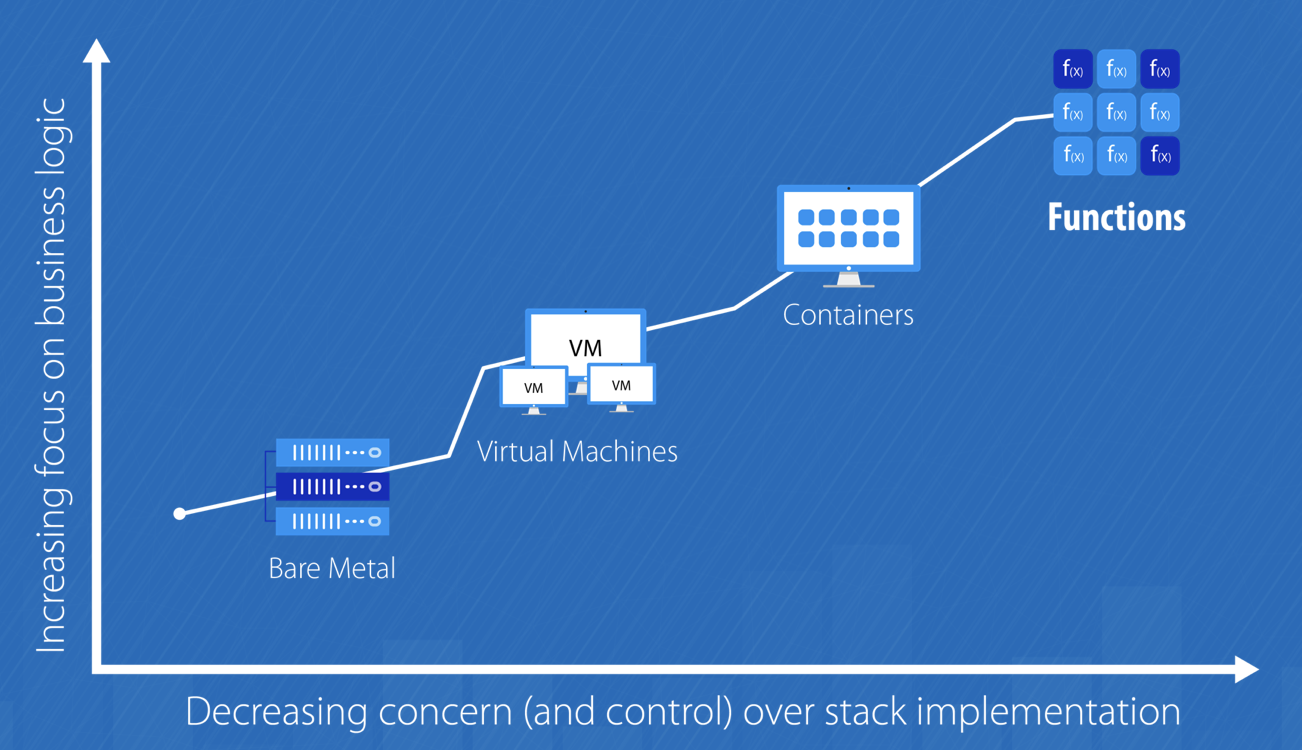 Increasing focus on business logic
f(x) f(x) f(x)
f(x) f(x) f(x)
f(x) f(x) f(x)
Functions
Containers
VM
VM VM
Virtual Machines
Bare Metal
Decreasing concern (and control) over stack implementation